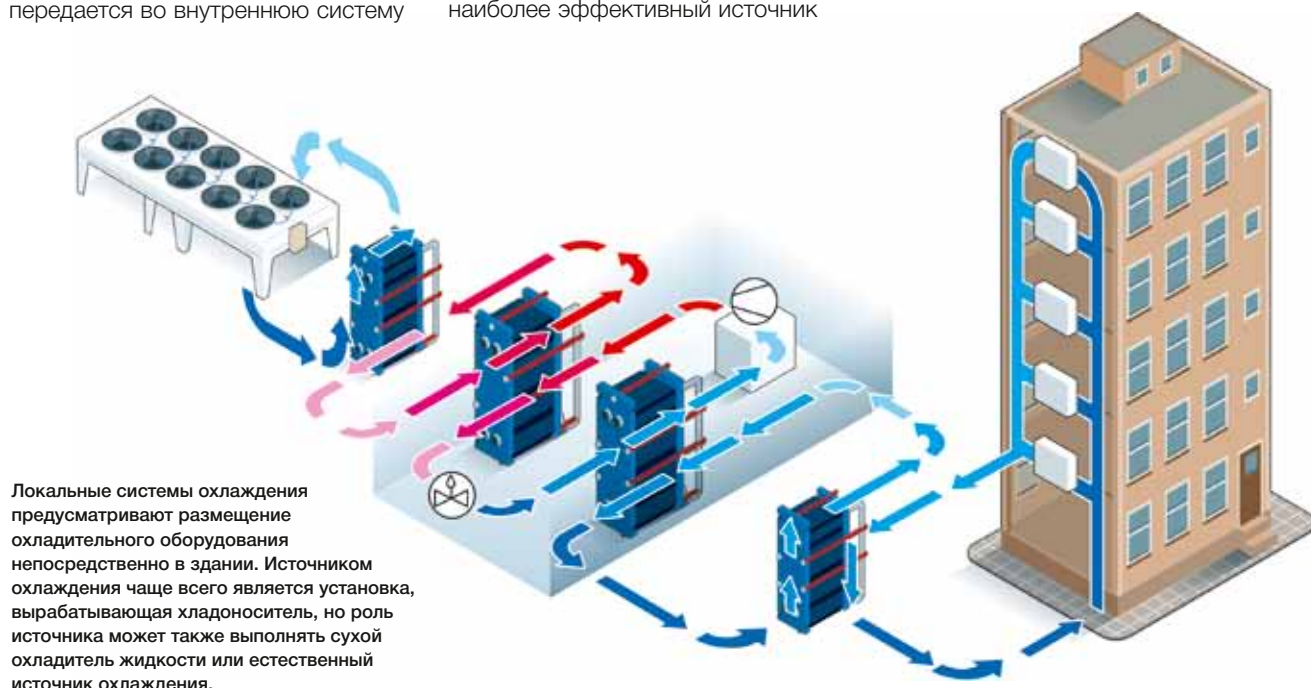 передается во внутреннюю систему
наиболее эффективный источник
Локальные системы охлаждения
предусматривают размещение
охладительного оборудования
непосредственно в здании. Источником
охлаждения чаще всего является установка,
вырабатывающая хладоноситель, но роль
источника может также выполнять сухой
охладитель жидкости или естественный
источник охлаждения.